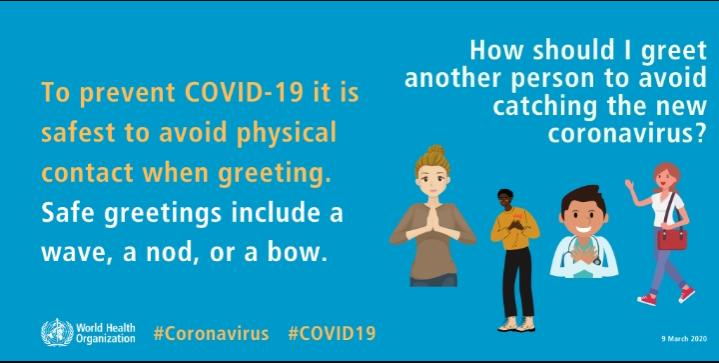 How should I greet
another person to avoid
catching the new
coronavirus?
To prevent COVID-19 it is
safest to avoid physical
contact when greeting.
Safe greetings include a
wave, a nod, or a bow.
World Health
Organization
#Coronavirus #COVID19
9 March 2020